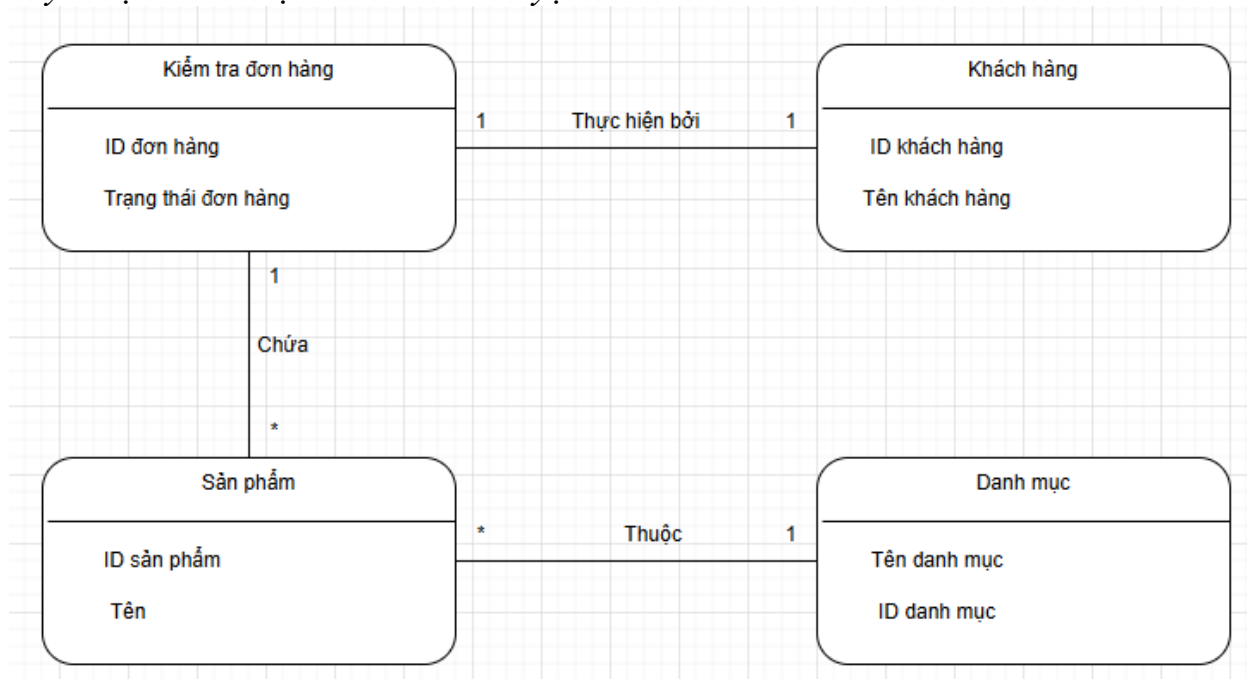 Kiểm tra đơn hàng
ID đơn hàng
Trạng thái đơn hàng
1 Thực hiện bởi 1
Khách hàng
ID khách hàng
Tên khách hàng
1
Chứa
*
Sản phẩm
ID sản phẩm
Tên
* Thuộc 1
Danh mục
Tên danh mục
ID danh mục